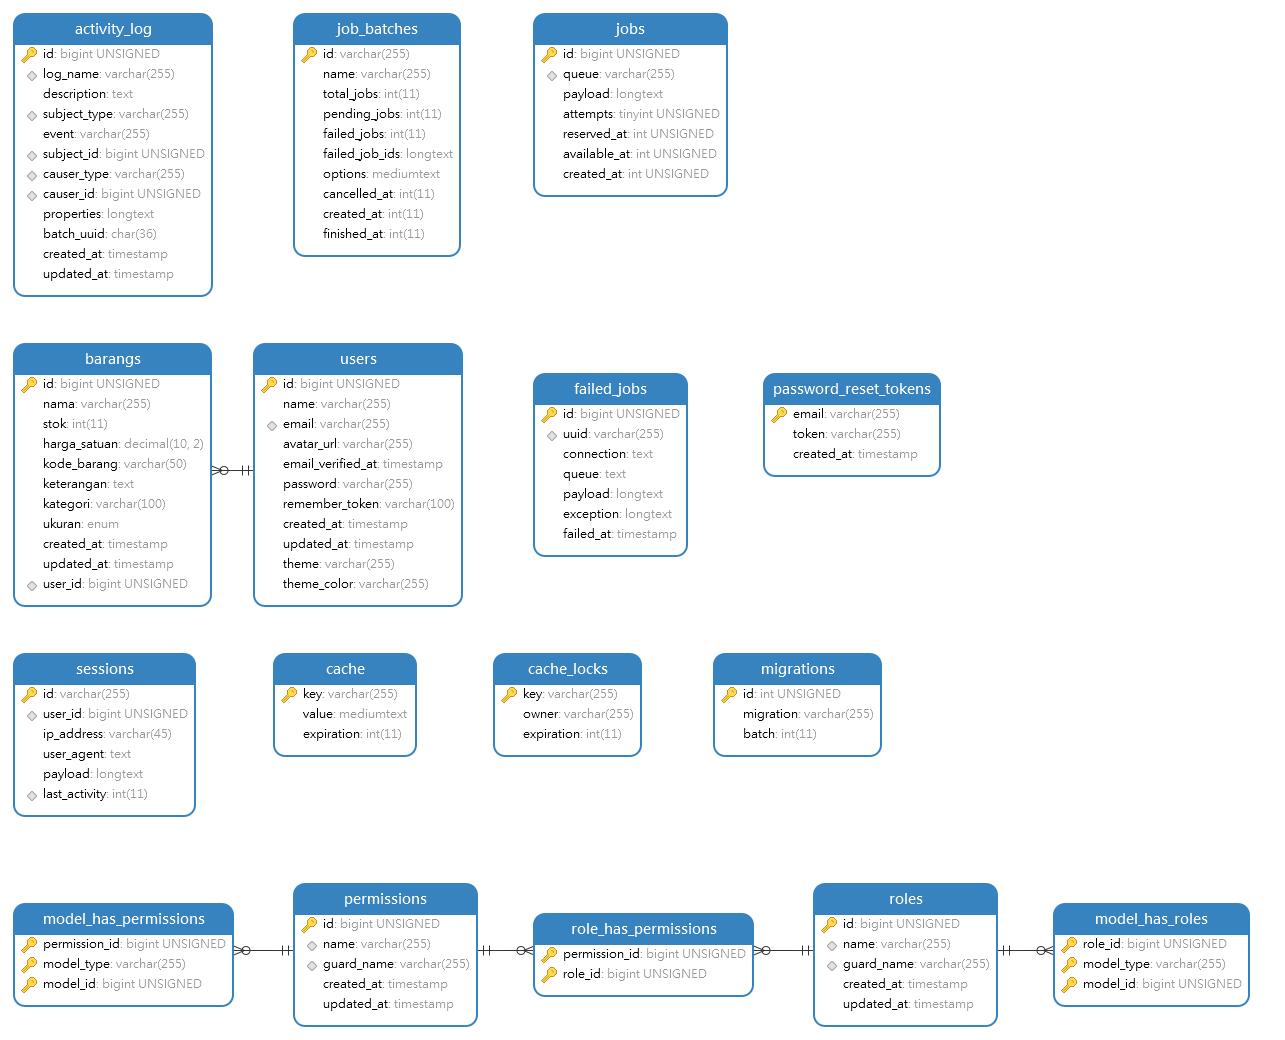 activity_log
id: bigint UNSIGNED
log_name: varchar(255)
description: text
subject_type: varchar(255)
event: varchar(255)
subject_id: bigint UNSIGNED
causer_type: varchar(255)
causer_id: bigint UNSIGNED
properties: longtext
batch_uuid: char(36)
created_at: timestamp
updated_at: timestamp
job_batches
id: varchar(255)
name: varchar(255)
total_jobs: int(11)
pending_jobs: int(11)
failed_jobs: int(11)
failed_job_ids: longtext
options: mediumtext
cancelled_at: int(11)
created_at: int(11)
finished_at: int(11)
jobs
id: bigint UNSIGNED
queue: varchar(255)
payload: longtext
attempts: tinyint UNSIGNED
reserved_at: int UNSIGNED
available_at: int UNSIGNED
created_at: int UNSIGNED
barangs
id: bigint UNSIGNED
nama: varchar(255)
stok: int(11)
harga_satuan: decimal(10, 2)
kode_barang: varchar(50)
keterangan: text
kategori: varchar(100)
ukuran: enum
created_at: timestamp
updated_at: timestamp
user_id: bigint UNSIGNED
users
id: bigint UNSIGNED
name: varchar(255)
email: varchar(255)
avatar_url: varchar(255)
email_verified_at: timestamp
password: varchar(255)
remember_token: varchar(100)
created_at: timestamp
updated_at: timestamp
theme: varchar(255)
theme_color: varchar(255)
failed_jobs
id: bigint UNSIGNED
uuid: varchar(255)
connection: text
queue: text
payload: longtext
exception: longtext
failed_at: timestamp
password_reset_tokens
email: varchar(255)
token: varchar(255)
created_at: timestamp
sessions
id: varchar(255)
user_id: bigint UNSIGNED
ip_address: varchar(45)
user_agent: text
payload: longtext
last_activity: int(11)
cache
key: varchar(255)
value: mediumtext
expiration: int(11)
cache_locks
key: varchar(255)
owner: varchar(255)
expiration: int(11)
migrations
id: int UNSIGNED
migration: varchar(255)
batch: int(11)
model_has_permissions
permission_id: bigint UNSIGNED
model_type: varchar(255)
model_id: bigint UNSIGNED
permissions
id: bigint UNSIGNED
name: varchar(255)
guard_name: varchar(255)
created_at: timestamp
updated_at: timestamp
role_has_permissions
permission_id: bigint UNSIGNED
role_id: bigint UNSIGNED
roles
id: bigint UNSIGNED
name: varchar(255)
guard_name: varchar(255)
created_at: timestamp
updated_at: timestamp
model_has_roles
role_id: bigint UNSIGNED
model_type: varchar(255)
model_id: bigint UNSIGNED